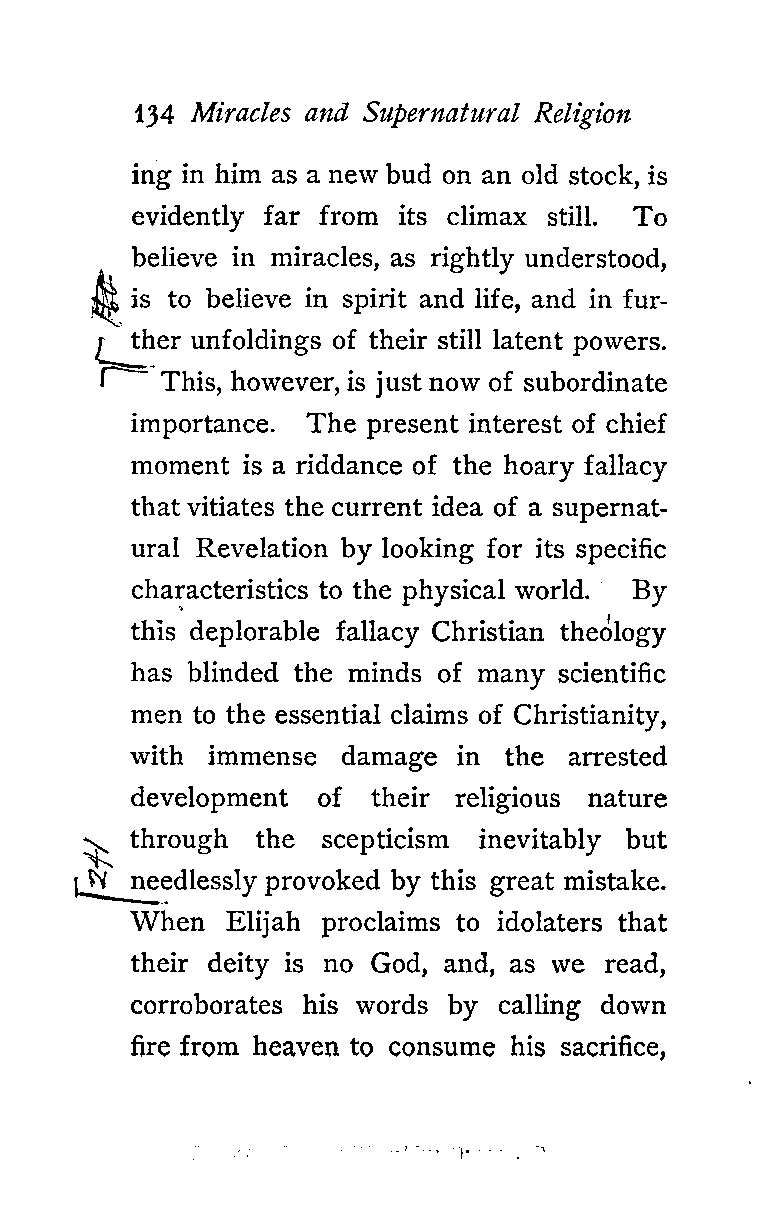 134 Miracles and Supernatural Religion
ing in him as a new bud on an old stock, is
evidently far from its climax still. To
believe in miracles, as rightly understood,
is to believe in spirit and life, and in fur-
ther unfoldings of their still latent powers.
This, however, is just now of subordinate
importance. The present interest of chief
moment is a riddance of the hoary fallacy
that vitiates the current idea of a supernat-
ural Revelation by looking for its specific
characteristics to the physical world. By
this deplorable fallacy Christian theology
has blinded the minds of many scientific
men to the essential claims of Christianity,
with immense damage in the arrested
development of their religious nature
through the scepticism inevitably but
needlessly provoked by this great mistake.
When Elijah proclaims to idolaters that
their deity is no God, and, as we read,
corroborates his words by calling down
fire from heaven to consume his sacrifice,